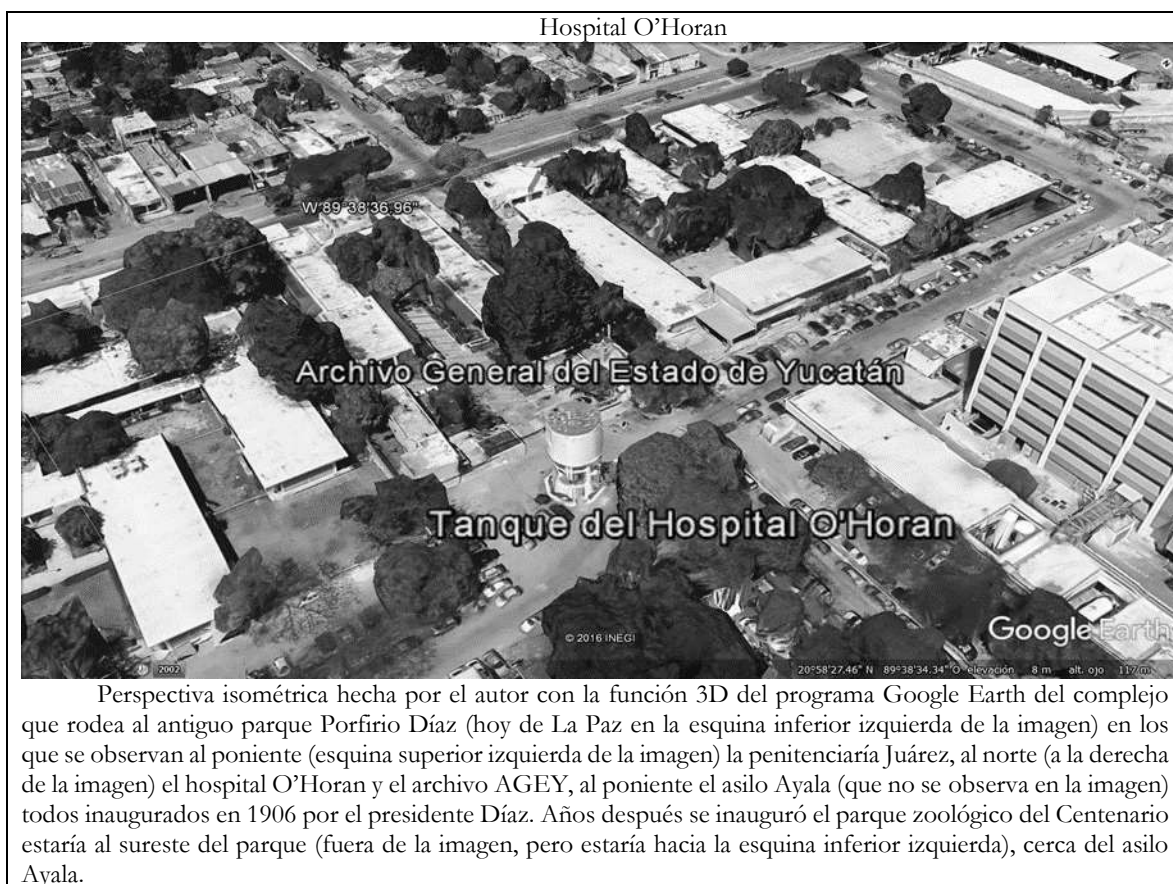 Hospital O’Horan
W 89°38'36.96"
Archivo General del Estado de Yucatán
Tanque del Hospital O'Horan
© 2016 INEGI
Google Earth
2002
20°58'27.46" N 89°38'34.34" O elevación 8 m alt. ojo 117 m
Perspectiva isométrica hecha por el autor con la función 3D del programa Google Earth del complejo
que rodea al antiguo parque Porfirio Díaz (hoy de La Paz en la esquina inferior izquierda de la imagen) en los
que se observan al poniente (esquina superior izquierda de la imagen) la penitenciaría Juárez, al norte (a la derecha
de la imagen) el hospital O’Horan y el archivo AGEY, al poniente el asilo Ayala (que no se observa en la imagen)
todos inaugurados en 1906 por el presidente Díaz. Años después se inauguró el parque zoológico del Centenario
estaría al sureste del parque (fuera de la imagen, pero estaría hacia la esquina inferior izquierda), cerca del asilo
Ayala.